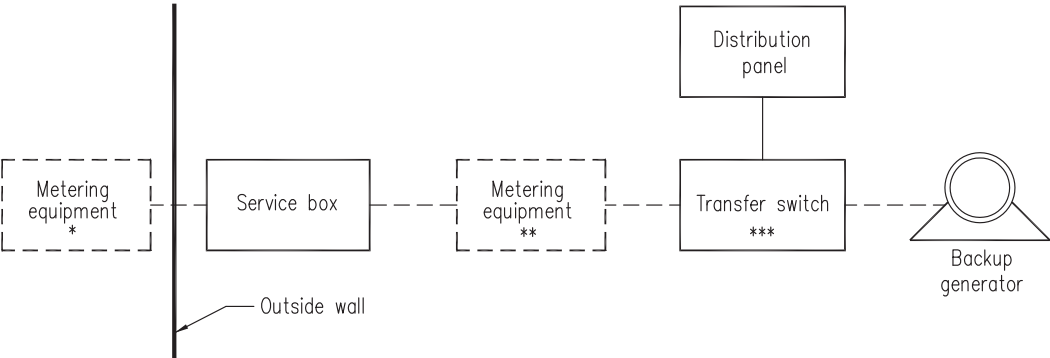 Distribution
panel
Metering
equipment
*
Service box
Metering
equipment
**
Transfer switch
***
Backup
generator
Outside wall